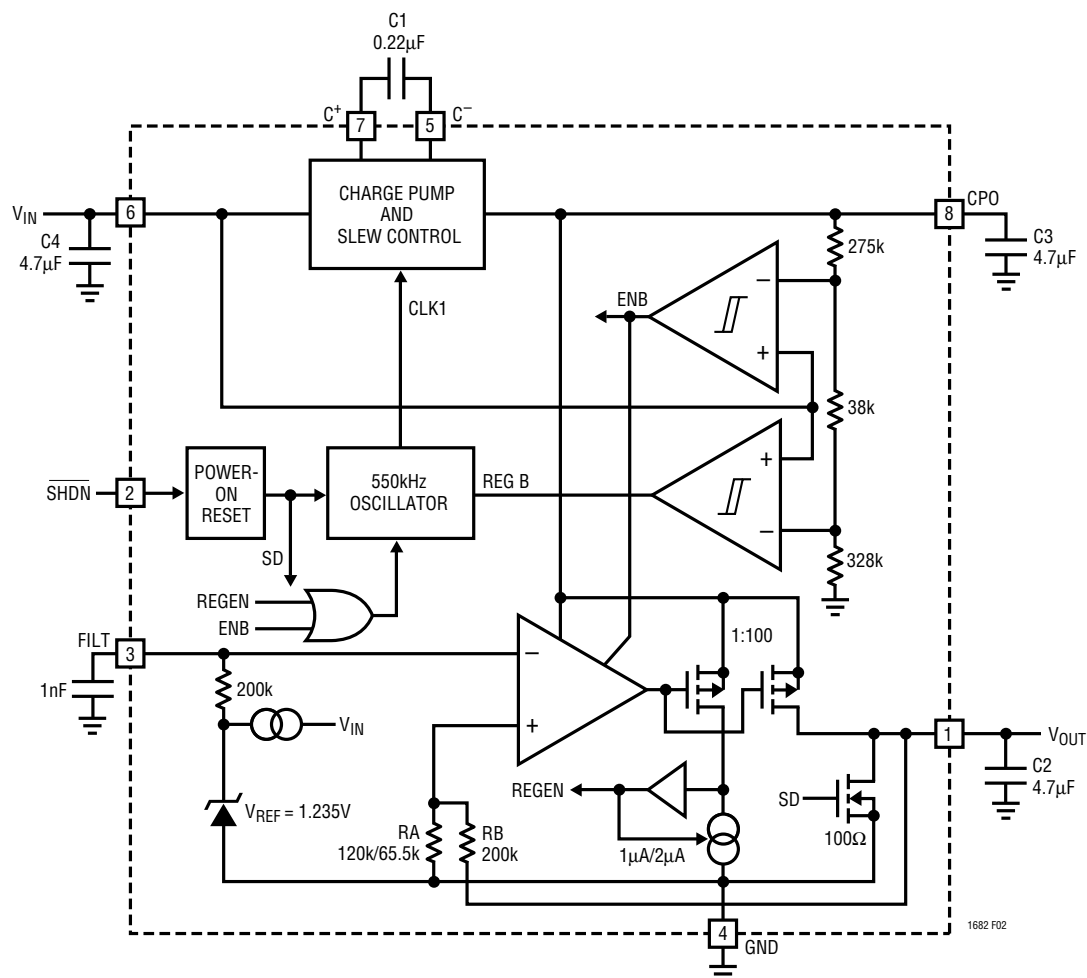 C1
0.22µF
C+
7
5
C−
CHARGE PUMP
AND
SLEW CONTROL
VIN
6
C4
4.7µF
8
CPO
C3
4.7µF
275k
−
ENB
+
CLK1
38k
SHDN
2
POWER-
ON
RESET
550kHz
OSCILLATOR
REG B
+
−
SD
328k
REGEN
ENB
FILT
3
1nF
200k
VIN
−
+
1:100
1
VOUT
C2
4.7µF
REGEN
SD
100Ω
VREF = 1.235V
RA
120k/65.5k
RB
200k
1µA/2µA
4
GND
1682 F02